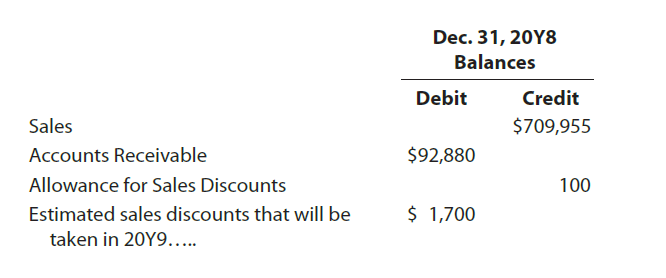 Dec. 31, 20Y8
Balances
Debit Credit
Sales $709,955
Accounts Receivable $92,880
Allowance for Sales Discounts 100
Estimated sales discounts that will be $ 1,700
taken in 20Y9.....